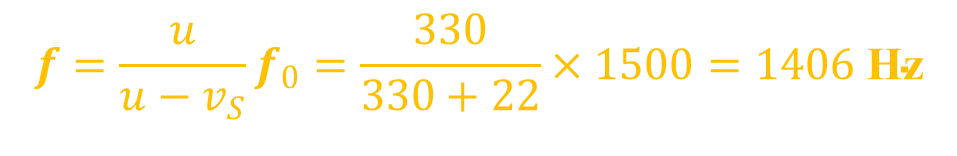 f = u / (u − v_S) f_0 = 330 / (330 + 22) × 1500 = 1406 Hz